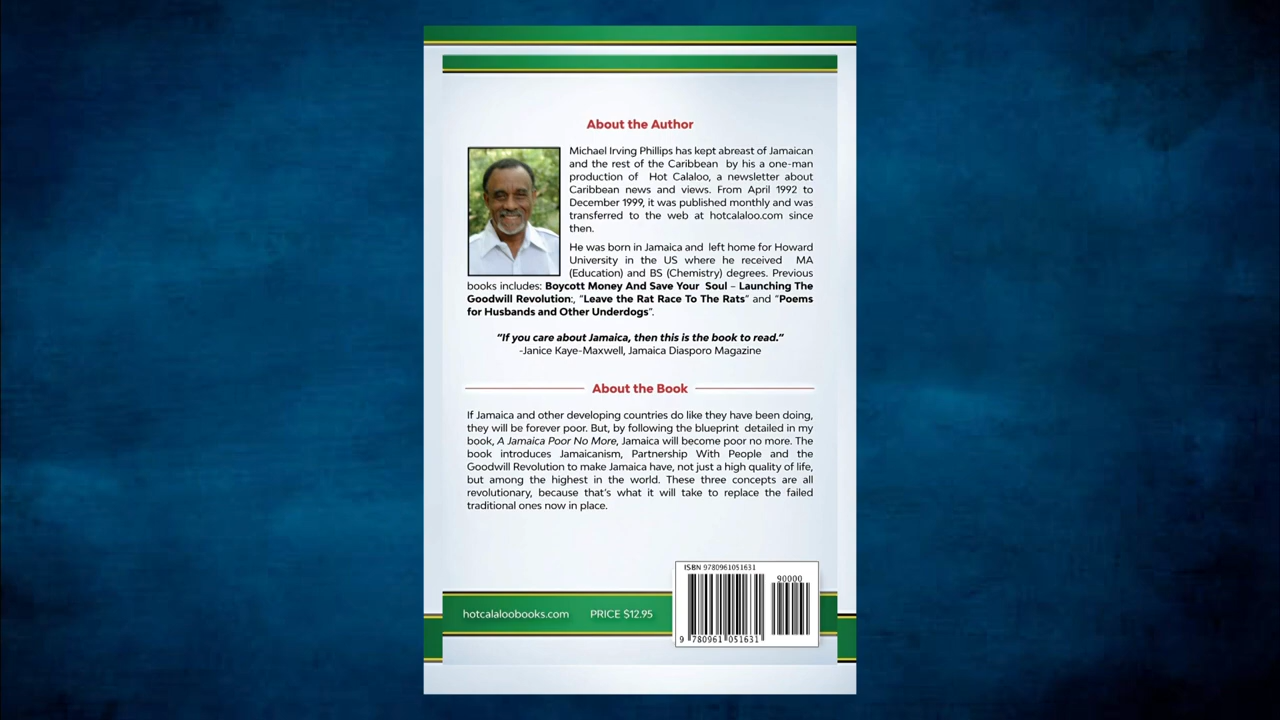 About the Author
Michael Irving Phillips has kept abreast of Jamaican
and the rest of the Caribbean by his a one-man
production of Hot Calaloo, a newsletter about
Caribbean news and views. From April 1992 to
December 1999, it was published monthly and was
transferred to the web at hotcalaloo.com since
then.
He was born in Jamaica and left home for Howard
University in the US where he received MA
(Education) and BS (Chemistry) degrees. Previous
books includes: Boycott Money And Save Your Soul – Launching The
Goodwill Revolution:, “Leave the Rat Race To The Rats” and “Poems
for Husbands and Other Underdogs”.
“If you care about Jamaica, then this is the book to read.”
-Janice Kaye-Maxwell, Jamaica Diasporo Magazine
About the Book
If Jamaica and other developing countries do like they have been doing,
they will be forever poor. But, by following the blueprint detailed in my
book, A Jamaica Poor No More, Jamaica will become poor no more. The
book introduces Jamaicanism, Partnership With People and the
Goodwill Revolution to make Jamaica have, not just a high quality of life,
but among the highest in the world. These three concepts are all
revolutionary, because that’s what it will take to replace the failed
traditional ones now in place.
ISBN 9780961051631
90000
hotcalaloobooks.com PRICE $12.95
9 780961 051631